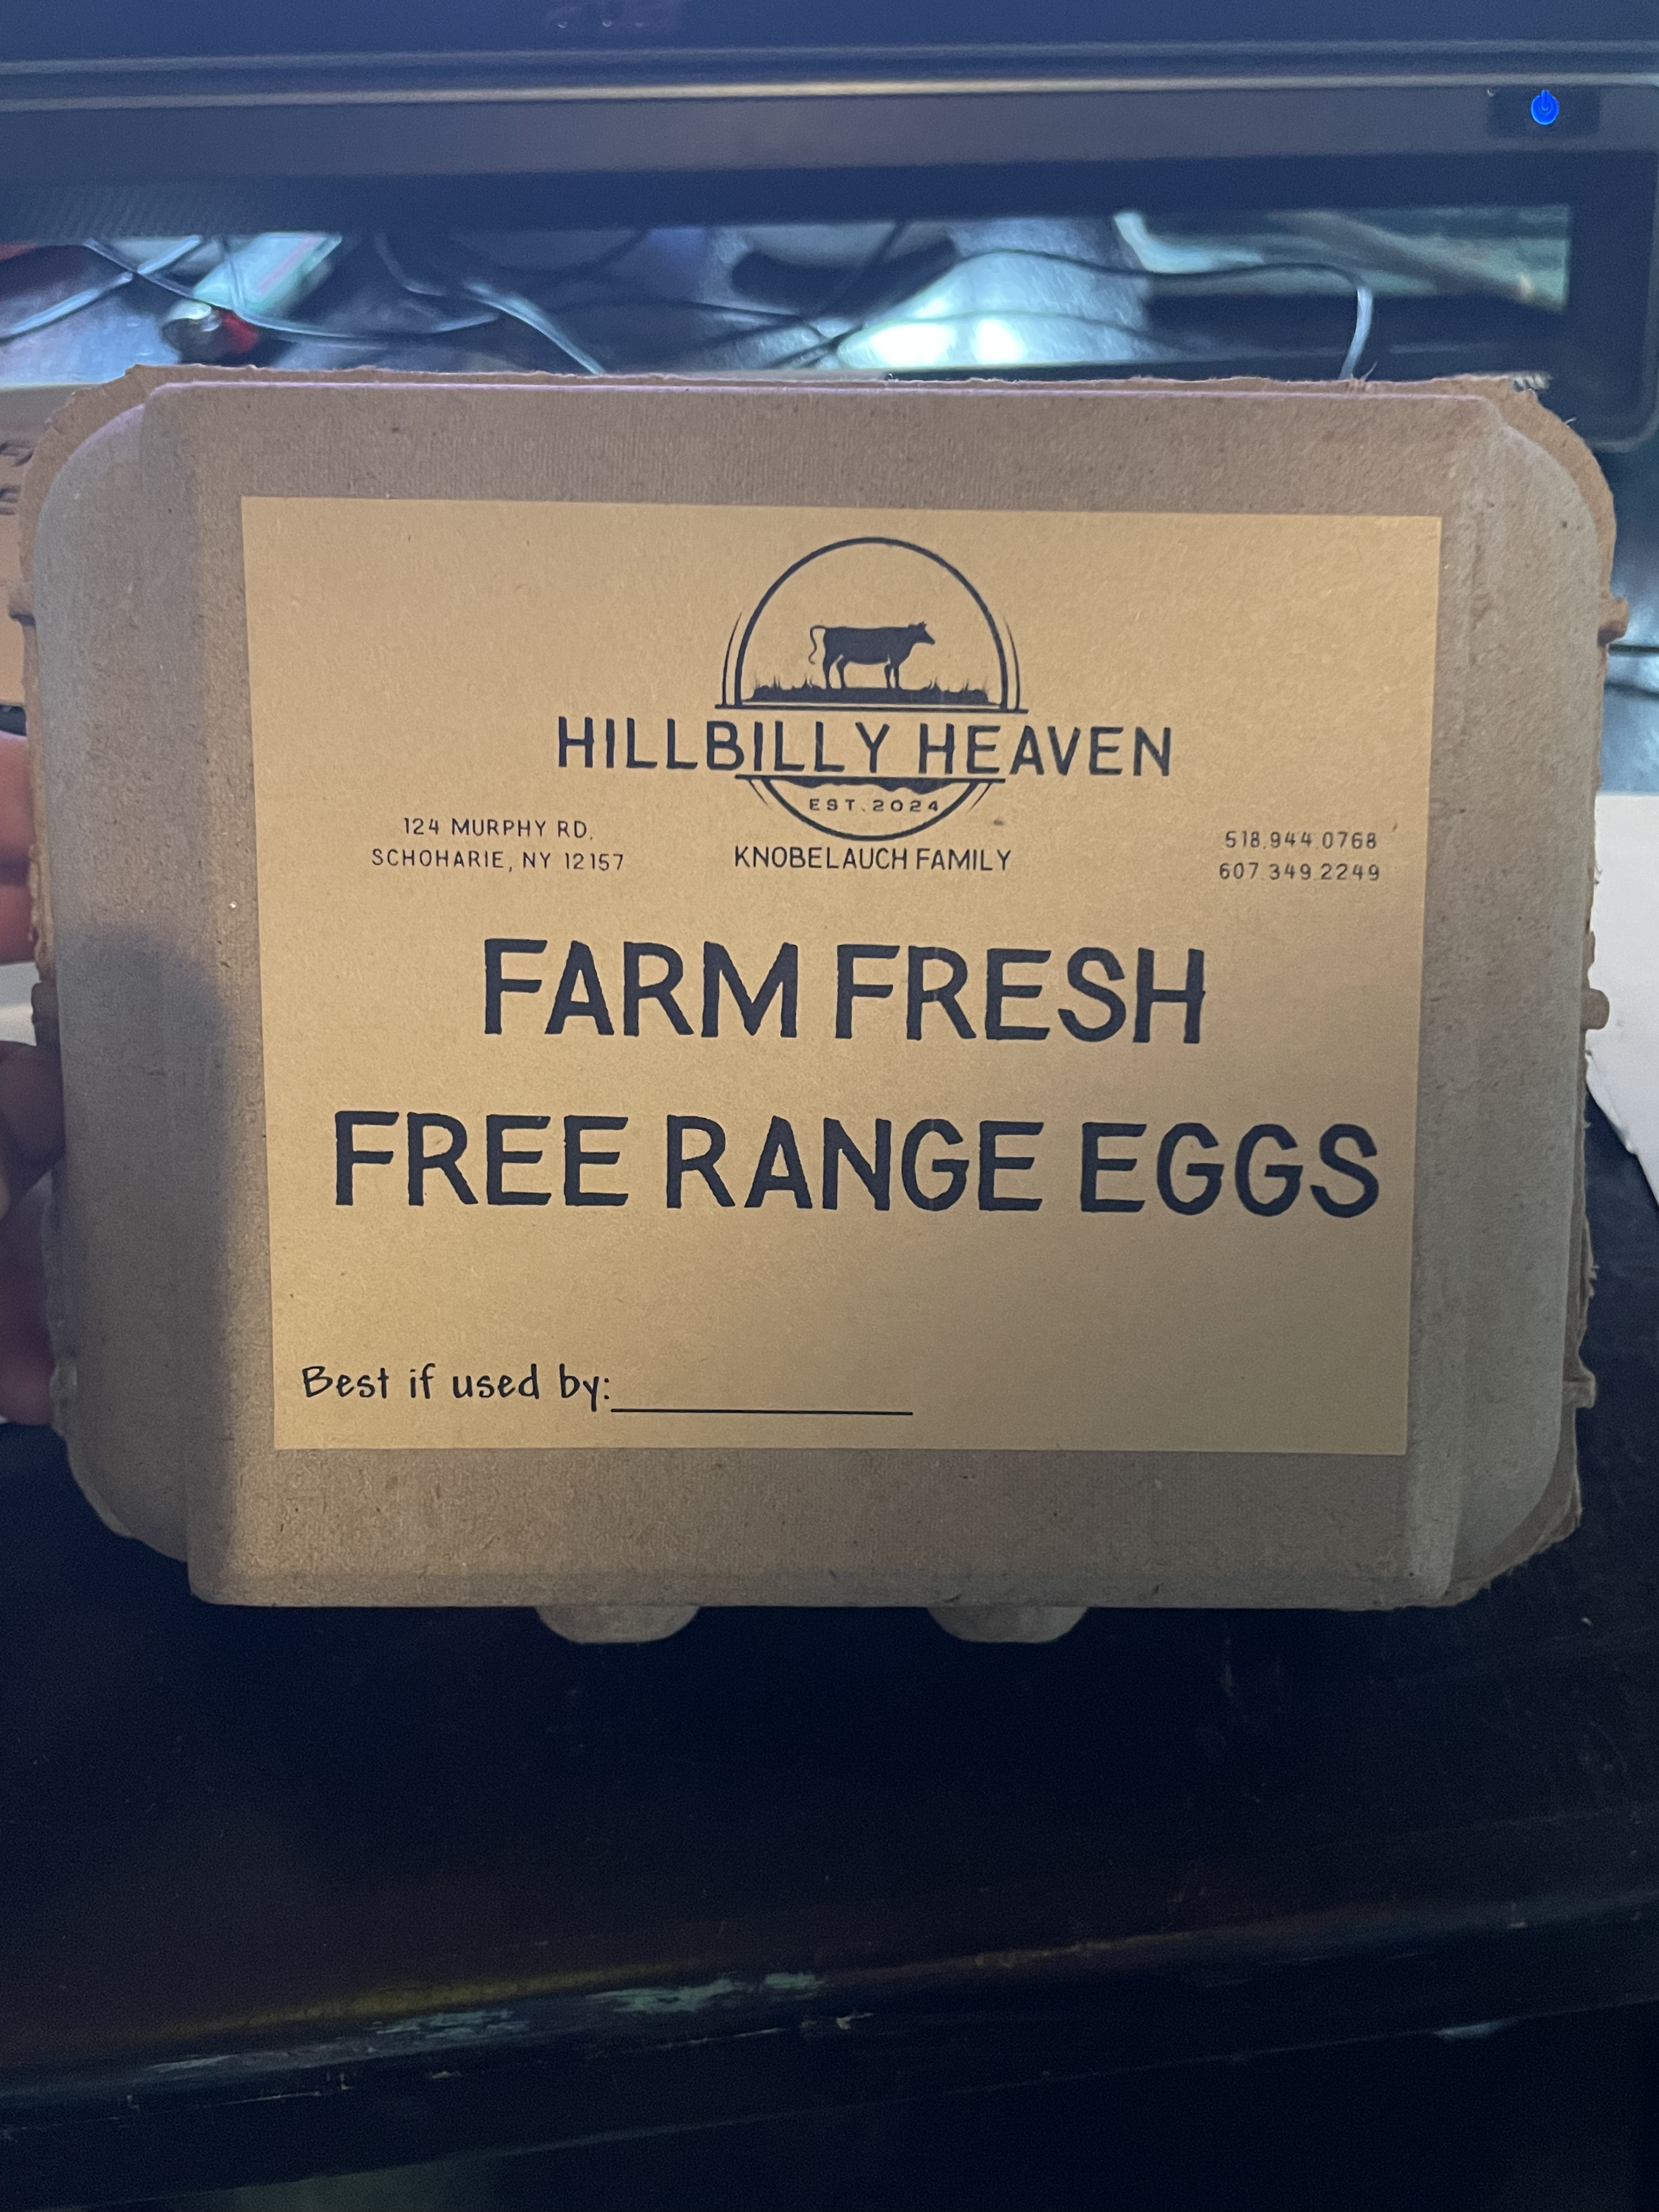 HILLBILLY HEAVEN
EST. 2024
124 MURPHY RD.
SCHOHARIE, NY 12157
KNOBELAUCH FAMILY
518.944.0768
607.349.2249
FARM FRESH
FREE RANGE EGGS
Best if used by: